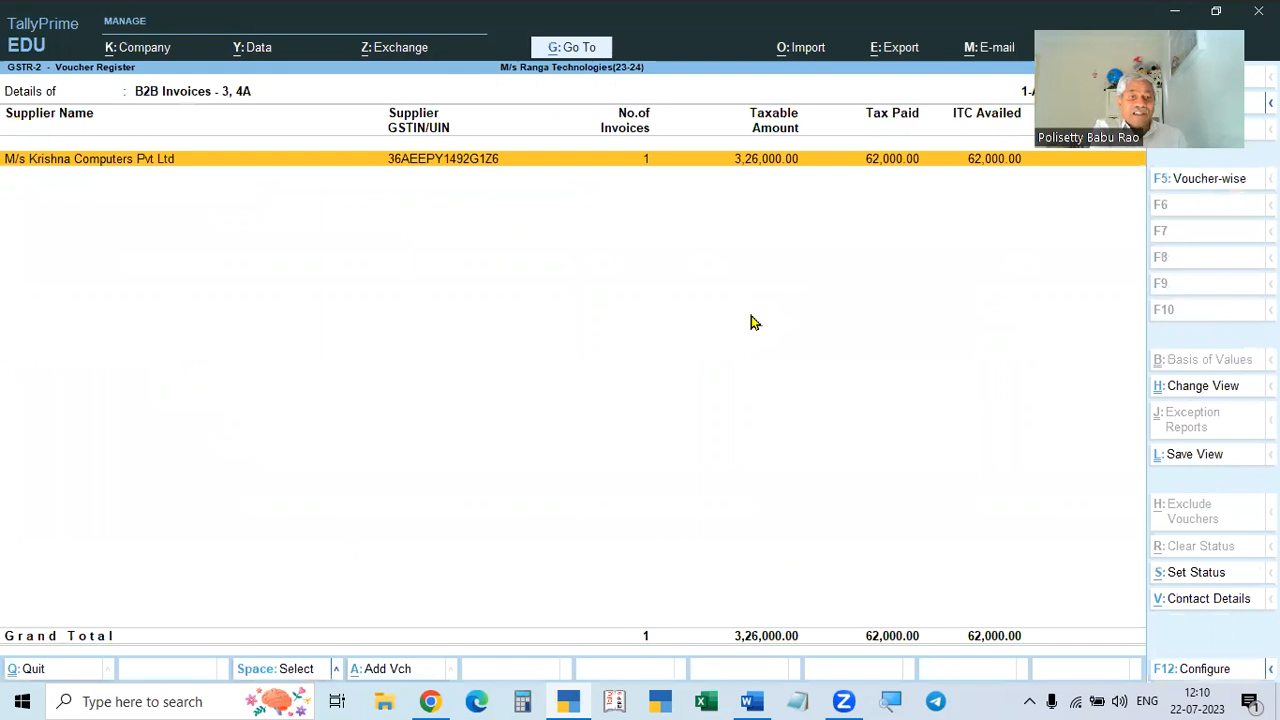 TallyPrime
EDU
MANAGE
K: Company
Y: Data
Z: Exchange
G: Go To
O: Import
E: Export
M: E-mail
GSTR-2 - Voucher Register
M/s Ranga Technologies(23-24)
Details of : B2B Invoices - 3, 4A
Supplier Name
Supplier GSTIN/UIN
No.of Invoices
Taxable Amount
Tax Paid
ITC Availed
Polisetty Babu Rao
M/s Krishna Computers Pvt Ltd 36AEEPY1492G1Z6 1 3,26,000.00 62,000.00 62,000.00
F5: Voucher-wise
F6
F7
F8
F9
F10
B: Basis of Values
H: Change View
J: Exception
Reports
L: Save View
H: Exclude
Vouchers
R: Clear Status
S: Set Status
V: Contact Details
Grand Total 1 3,26,000.00 62,000.00 62,000.00
Q: Quit
Space: Select
A: Add Vch
F12: Configure
Type here to search
ENG
12:10
22-07-2023